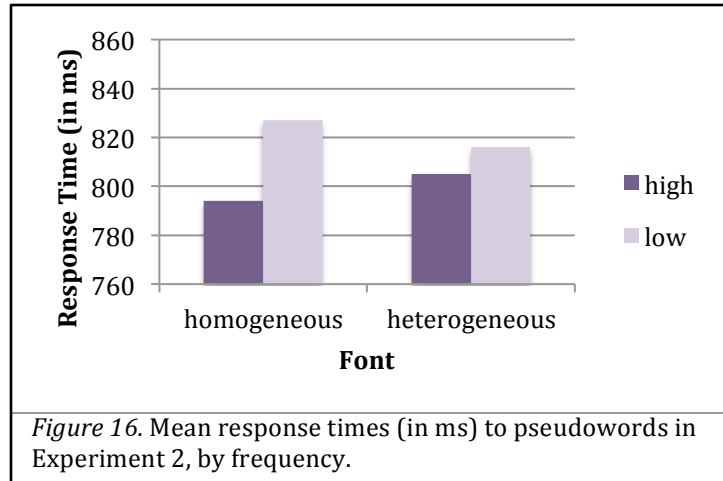 860
840
820
800
780
760
Response Time (in ms)
homogeneous heterogeneous
Font
high
low
Figure 16. Mean response times (in ms) to pseudowords in
Experiment 2, by frequency.